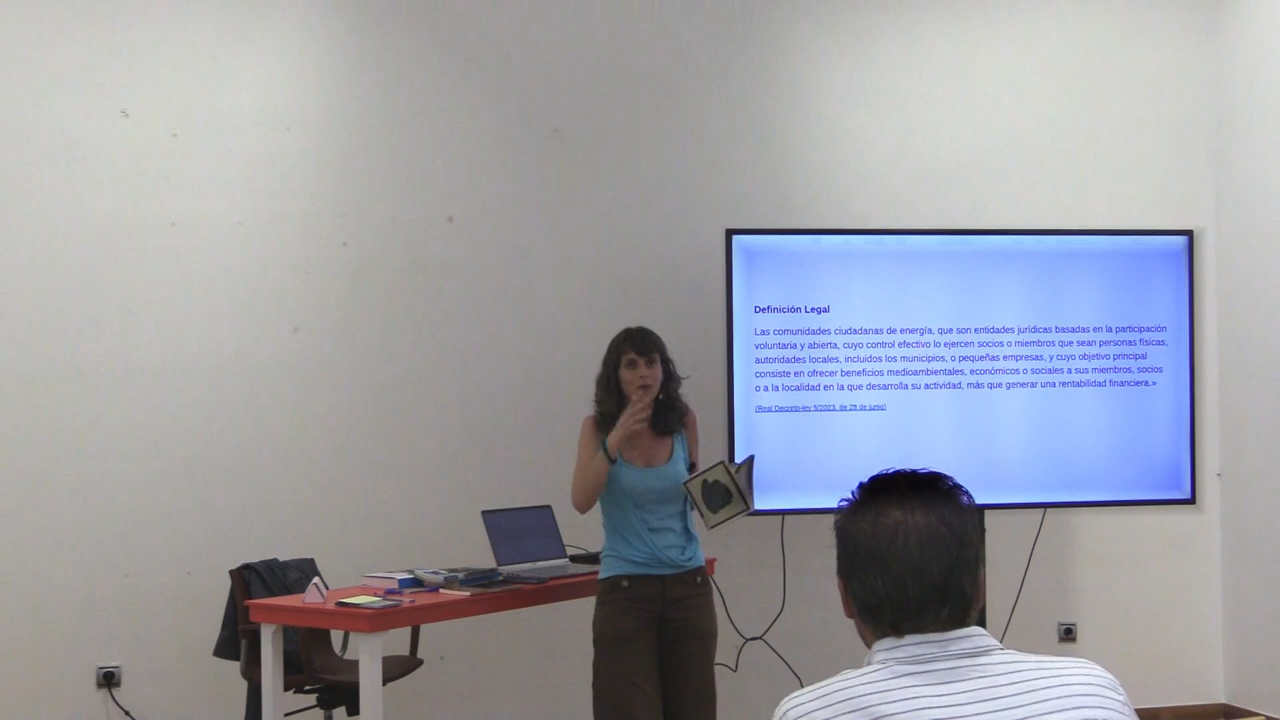 Definición Legal
Las comunidades ciudadanas de energía, que son entidades jurídicas basadas en la participación
voluntaria y abierta, cuyo control efectivo lo ejercen socios o miembros que sean personas físicas,
autoridades locales, incluidos los municipios, o pequeñas empresas, y cuyo objetivo principal
consiste en ofrecer beneficios medioambientales, económicos o sociales a sus miembros, socios
o a la localidad en la que desarrolla su actividad, más que generar una rentabilidad financiera.»
(Real Decreto-ley 5/2023, de 28 de junio)